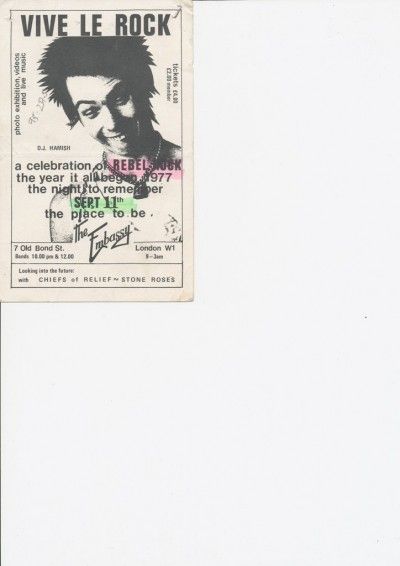 VIVE LE ROCK
photo exhibition, videos
and live music
tickets £4.00
£2.00 member
D.J. HAMISH
a celebration of REBEL ROCK
the year it all began 1977
the night to remember
SEPT 11th
the place to be.
The Embassy
7 Old Bond St. London W1
Bands 10.00 pm & 12.00 9-3am
Looking into the future:
with CHIEFS of RELIEF ~ STONE ROSES